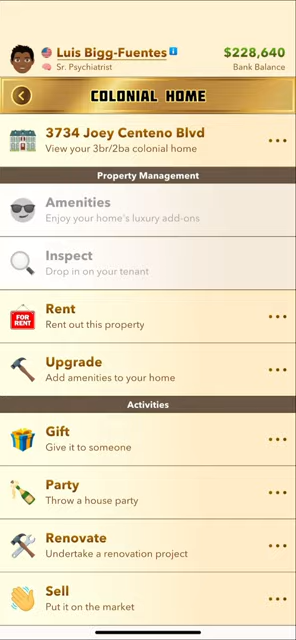 Luis Bigg-Fuentes i
$228,640
Sr. Psychiatrist
Bank Balance
COLONIAL HOME
3734 Joey Centeno Blvd
View your 3br/2ba colonial home
Property Management
Amenities
Enjoy your home's luxury add-ons
Inspect
Drop in on your tenant
FOR
RENT
Rent
Rent out this property
Upgrade
Add amenities to your home
Activities
Gift
Give it to someone
Party
Throw a house party
Renovate
Undertake a renovation project
Sell
Put it on the market